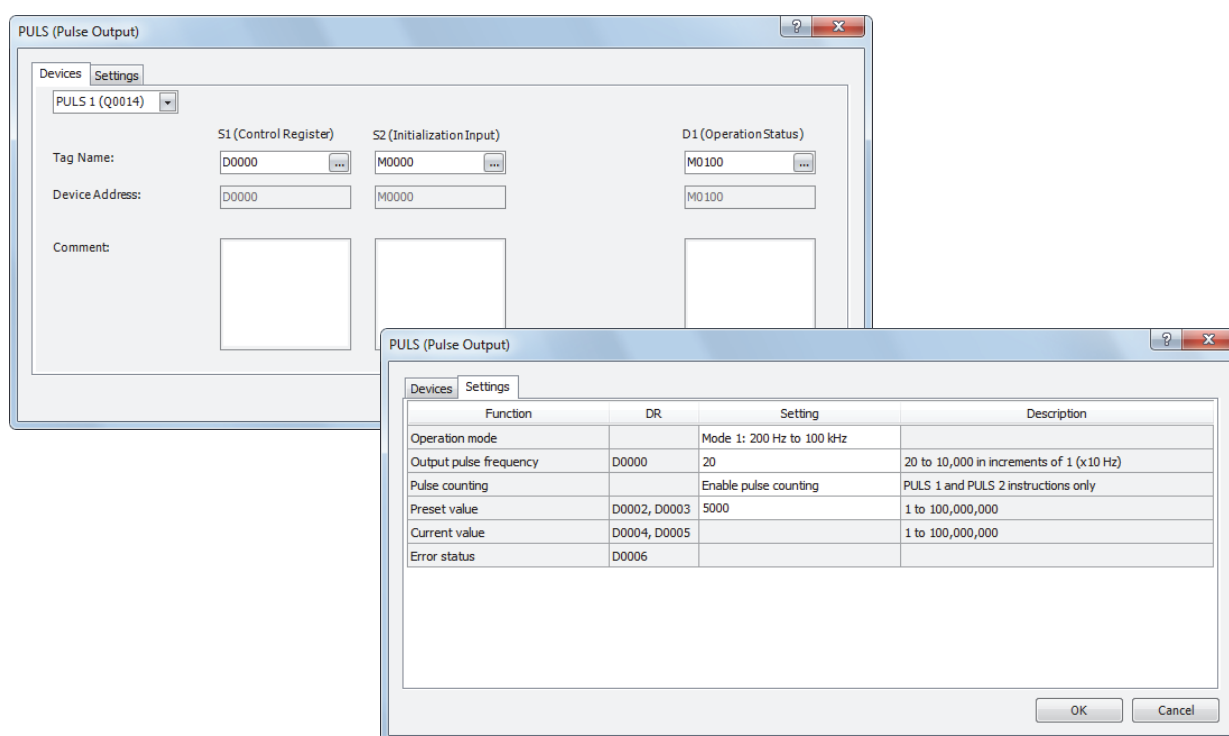 PULS (Pulse Output)
?
Devices Settings
PULS 1 (Q0014)
S1 (Control Register) S2 (Initialization Input) D1 (Operation Status)
Tag Name: D0000 ... M0000 ... M0100 ...
Device Address: D0000 M0000 M0100
Comment:
PULS (Pulse Output)
?
Devices Settings
Function DR Setting Description
Operation mode Mode 1: 200 Hz to 100 kHz
Output pulse frequency D0000 20 20 to 10,000 in increments of 1 (x10 Hz)
Pulse counting Enable pulse counting PULS 1 and PULS 2 instructions only
Preset value D0002, D0003 5000 1 to 100,000,000
Current value D0004, D0005 1 to 100,000,000
Error status D0006
OK Cancel